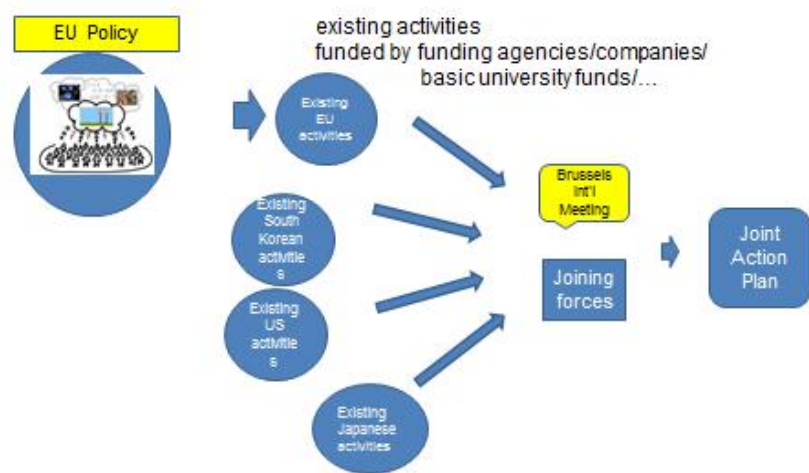 EU Policy
existing activities
funded by funding agencies/companies/
basic university funds/...
Existing
EU
activities
Existing
South
Korean
activitie
s
Existing
US
activitie
s
Existing
Japanese
activities
Brussels
Int'l
Meeting
Joining
forces
Joint
Action
Plan